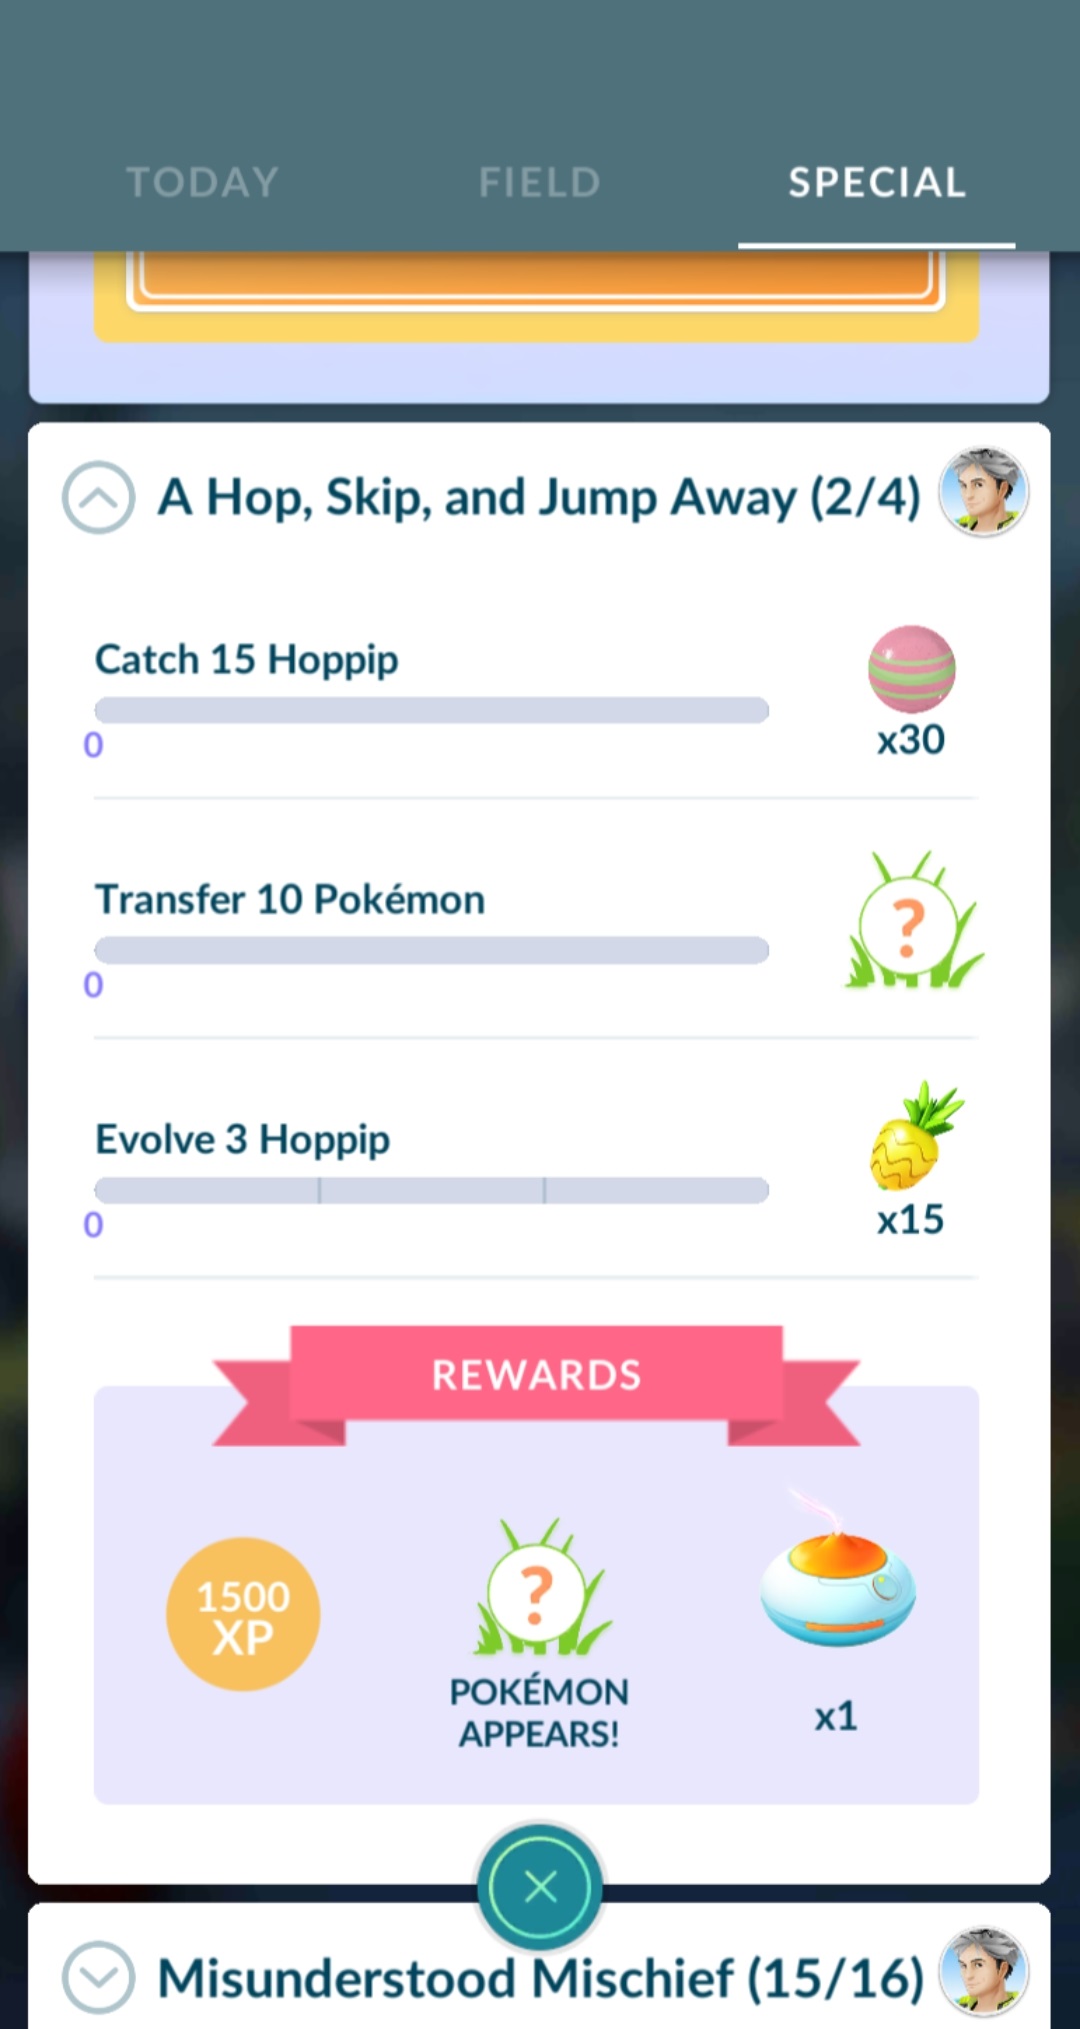 TODAY FIELD SPECIAL
A Hop, Skip, and Jump Away (2/4)
Catch 15 Hoppip
0
x30
Transfer 10 Pokémon
0
?
Evolve 3 Hoppip
0
x15
REWARDS
1500
XP
?
POKÉMON
APPEARS!
x1
Misunderstood Mischief (15/16)